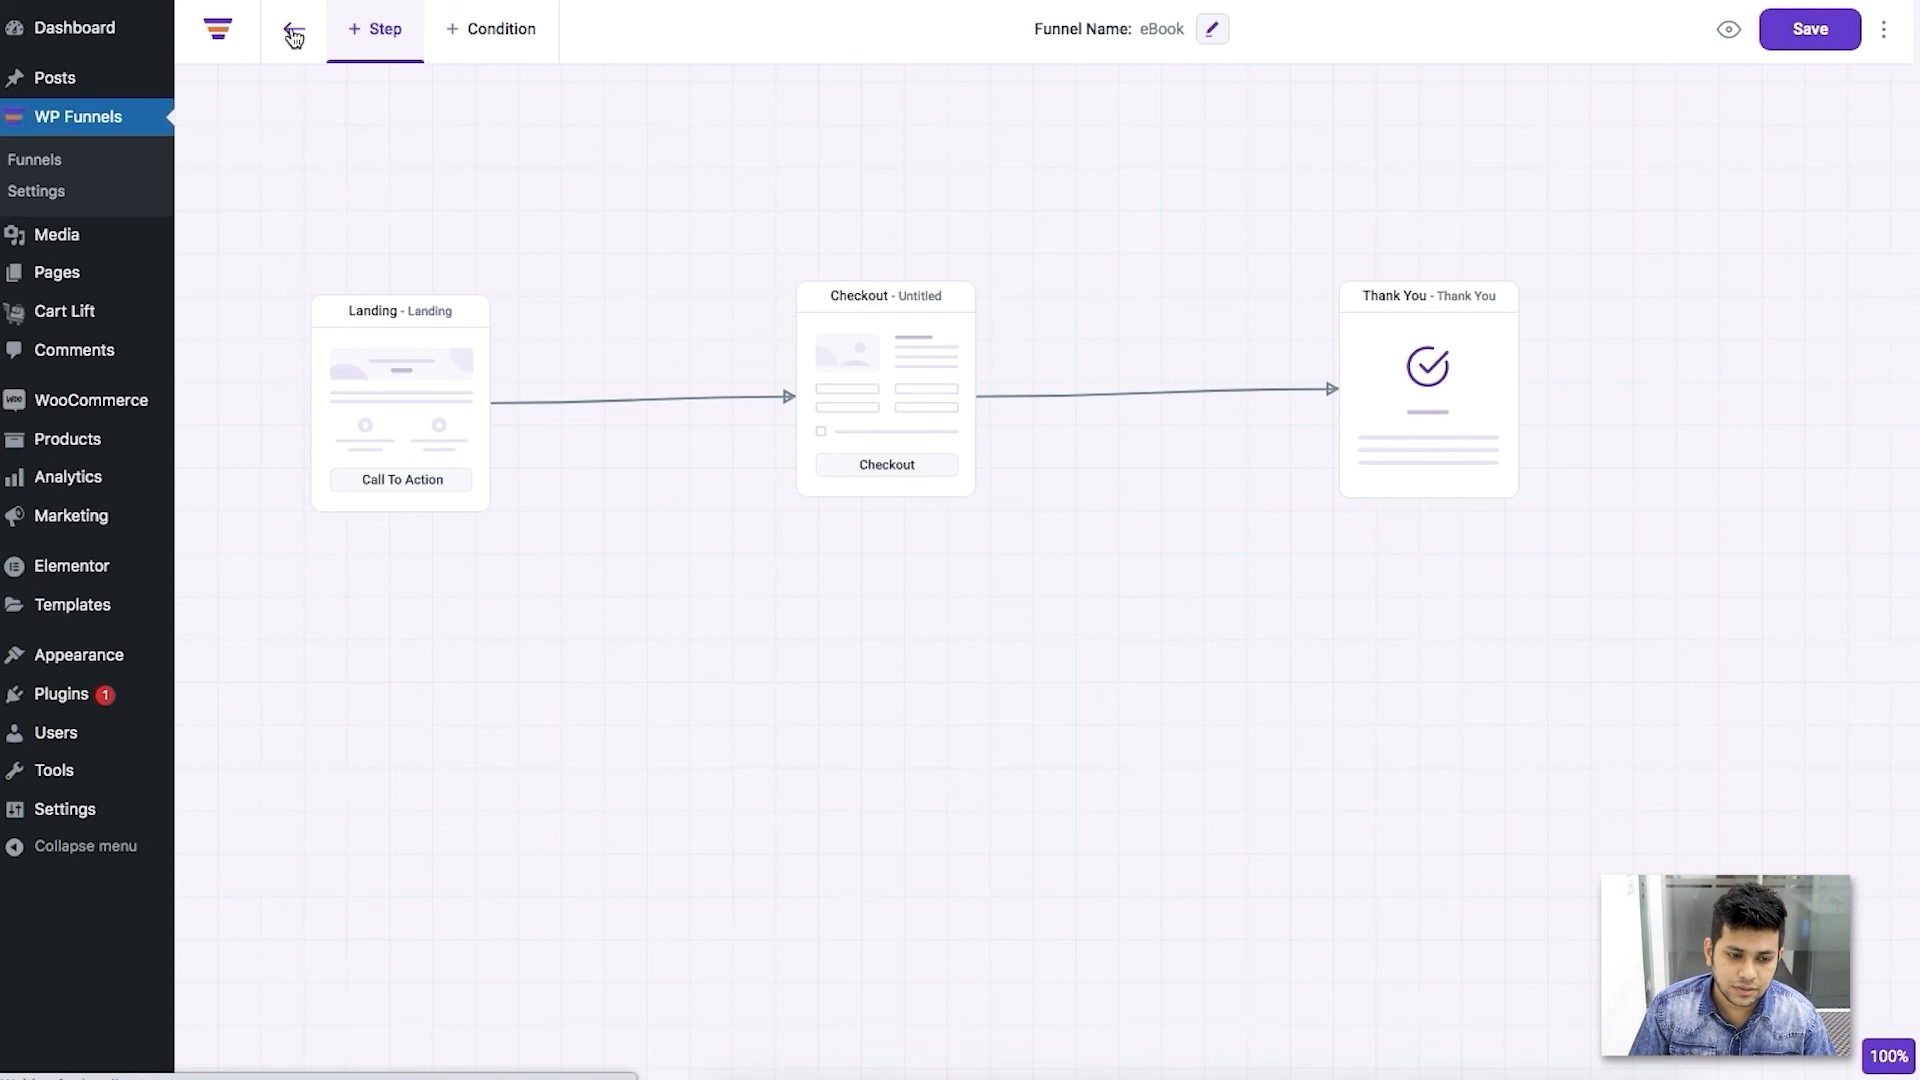 Dashboard
Posts
WP Funnels
Funnels
Settings
Media
Pages
Cart Lift
Comments
WooCommerce
Products
Analytics
Marketing
Elementor
Templates
Appearance
Plugins 1
Users
Tools
Settings
Collapse menu
+ Step
+ Condition
Funnel Name: eBook
Save
Landing - Landing
Call To Action
Checkout - Untitled
Checkout
Thank You - Thank You
100%